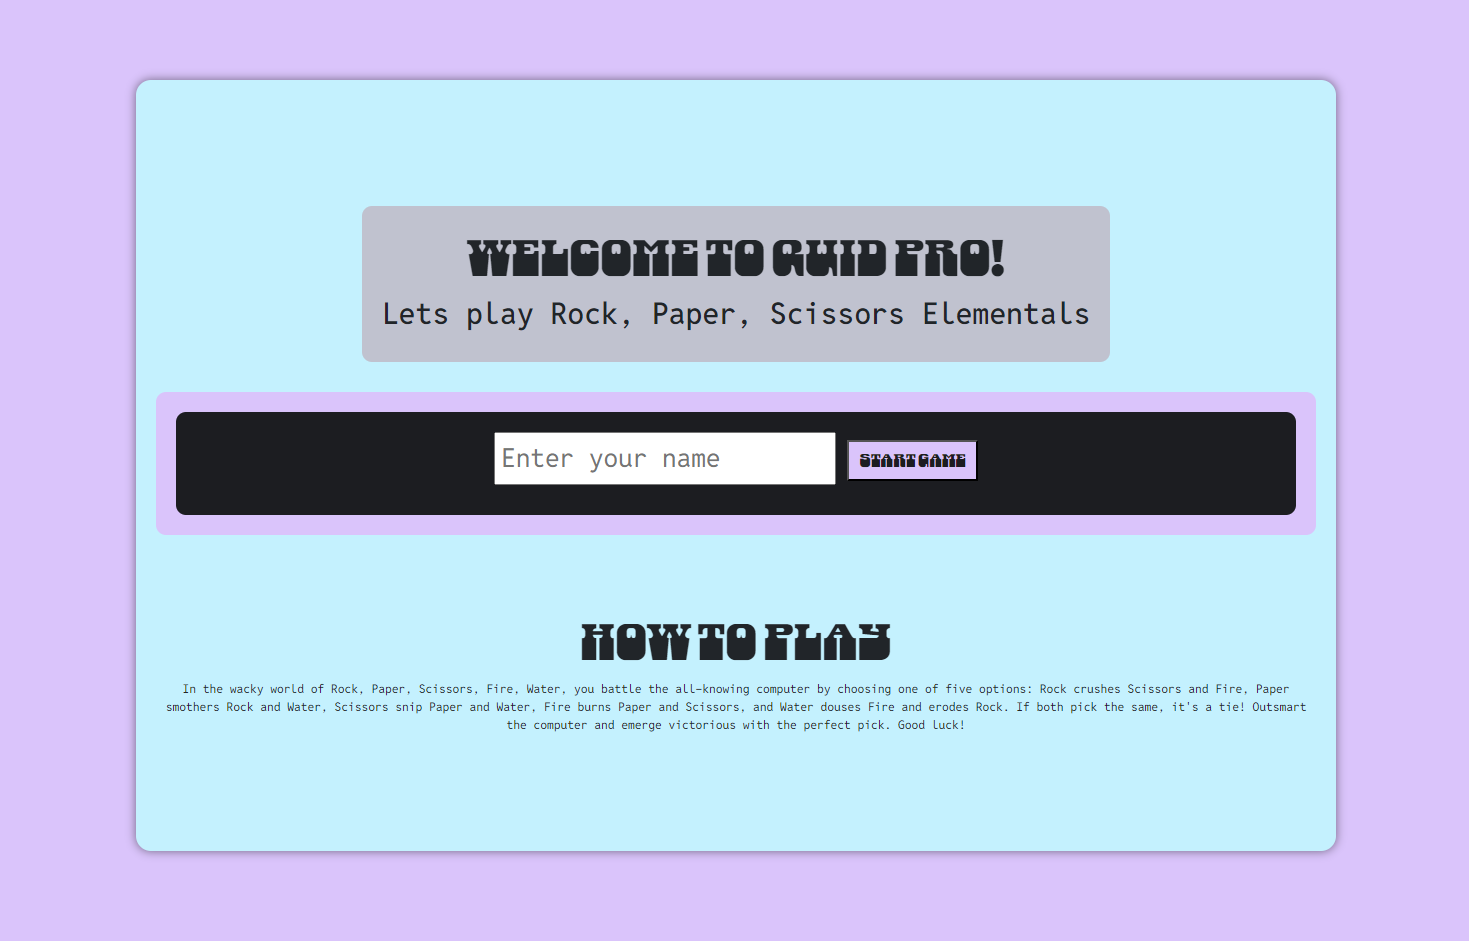 WELCOME TO QUID PRO!
Lets play Rock, Paper, Scissors Elementals
Enter your name
START GAME
HOW TO PLAY
In the wacky world of Rock, Paper, Scissors, Fire, Water, you battle the all-knowing computer by choosing one of five options: Rock crushes Scissors and Fire, Paper
smothers Rock and Water, Scissors snip Paper and Water, Fire burns Paper and Scissors, and Water douses Fire and erodes Rock. If both pick the same, it's a tie! Outsmart
the computer and emerge victorious with the perfect pick. Good luck!